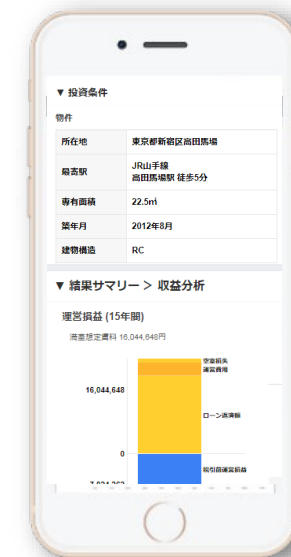 ▼ 投資条件
物件
所在地 東京都新宿区高田馬場
最寄駅 JR山手線
高田馬場駅 徒歩5分
専有面積 22.5㎡
築年月 2012年8月
建物構造 RC
▼ 結果サマリー > 収益分析
運営損益 (15年間)
満室想定賃料 16,044,648円
空室損失
運営費用
16,044,648
ローン返済額
0
税引前運営損益